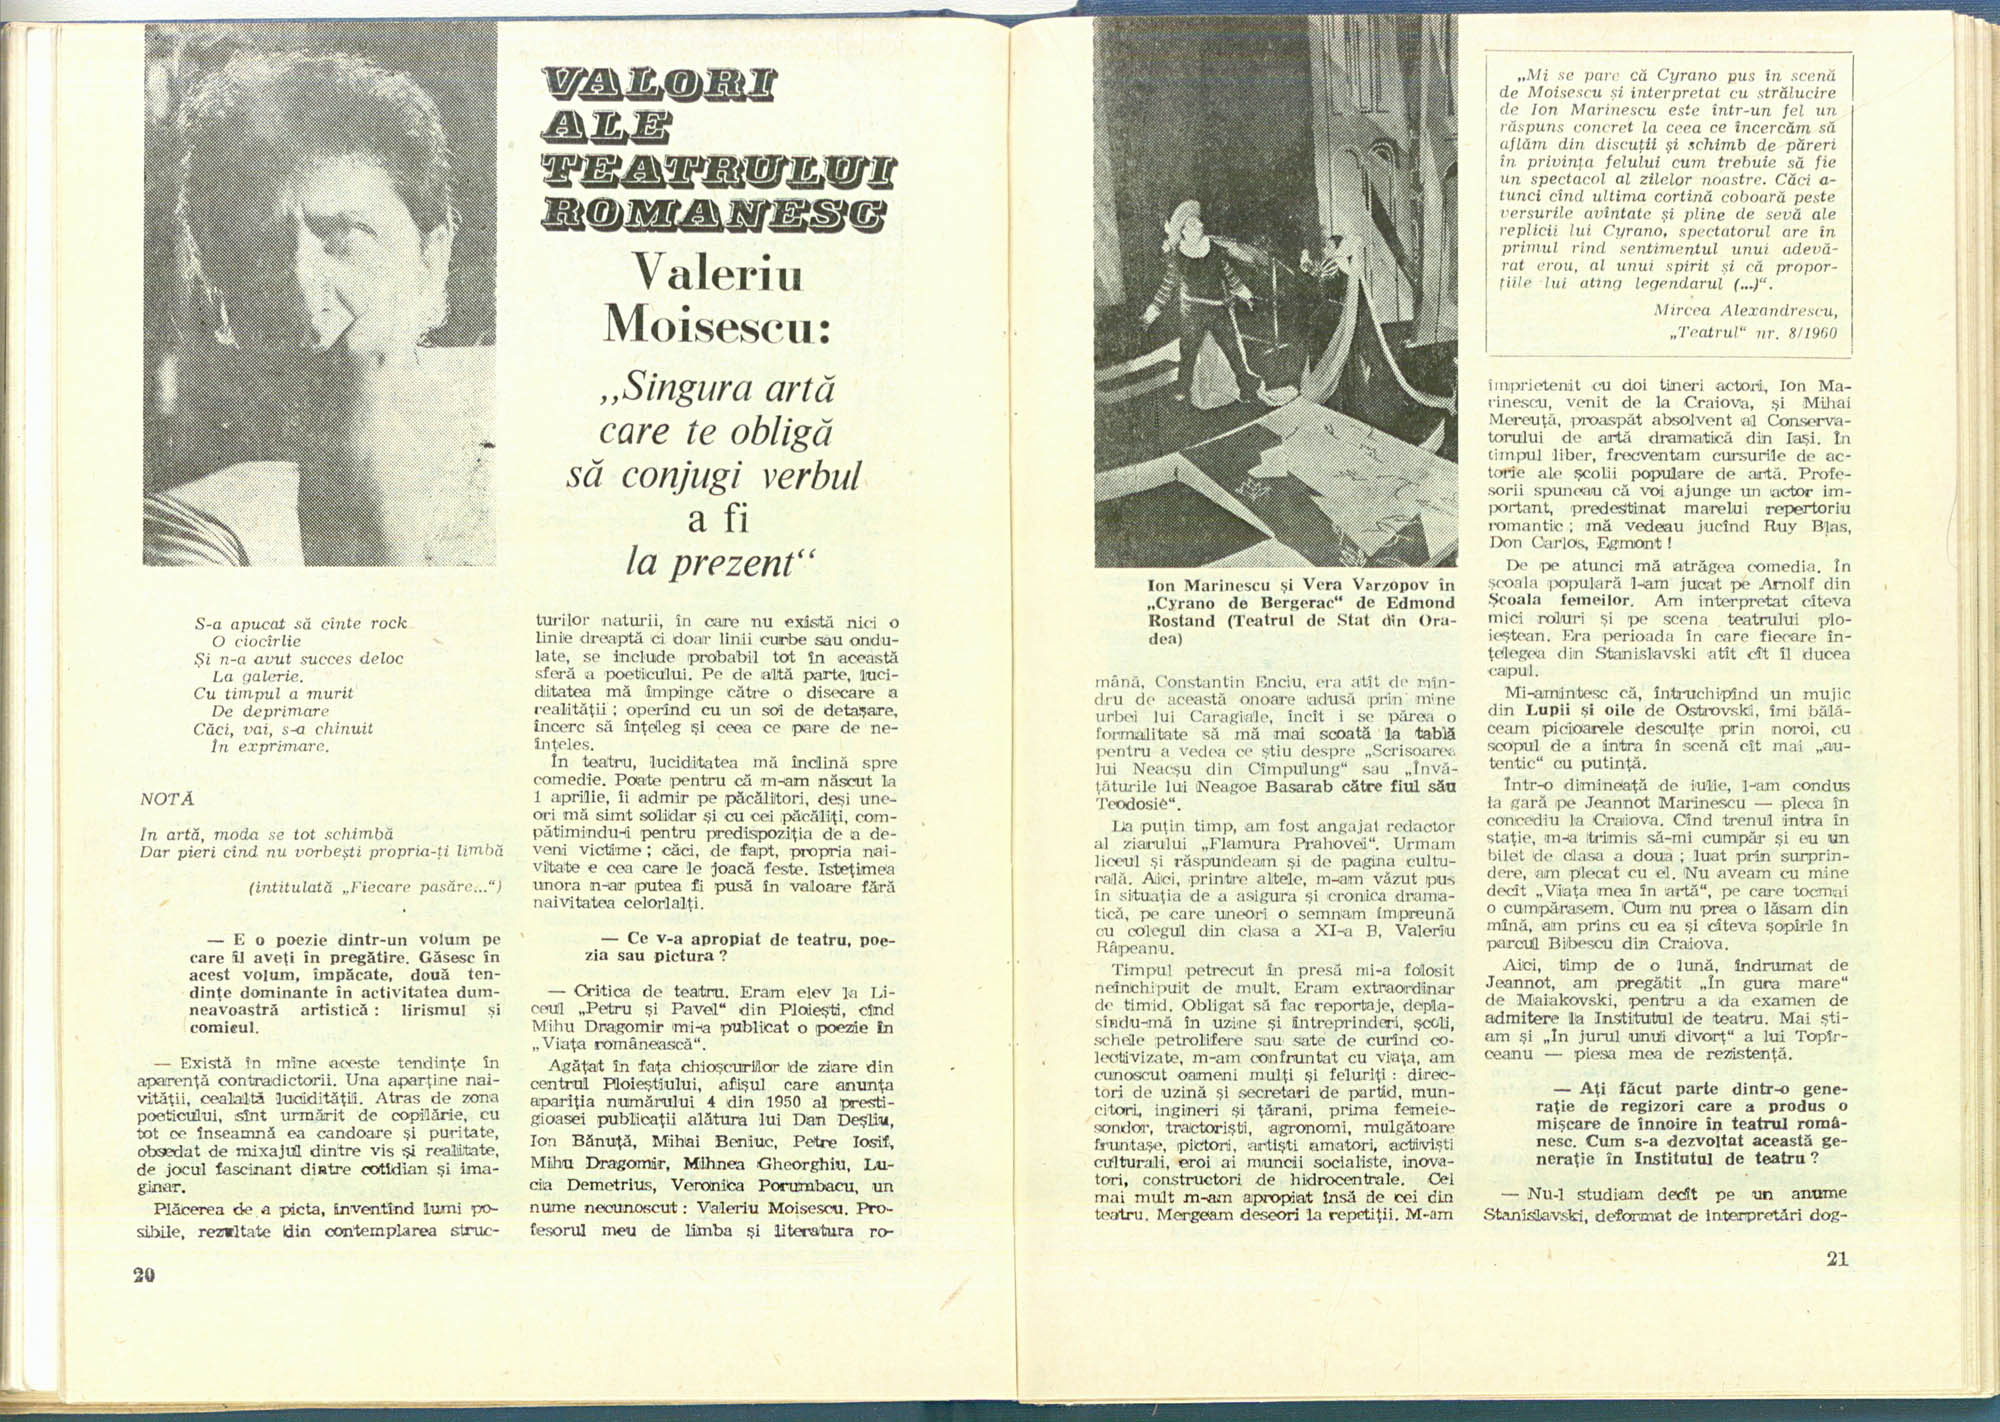 VALORI
ALE
TEATRULUI
ROMANESC
Valeriu
Moisescu:
„Singura artă
care te obligă
să conjugi verbul
a fi
la prezent“
S-a apucat să cînte rock
O ciocîrlie
Și n-a avut succes deloc
La galerie.
Cu timpul a murit
De deprimare
Căci, vai, s-a chinuit
În exprimare.
NOTĂ
În artă, moda se tot schimbă
Dar pieri cînd nu vorbești propria-ți limbă
(intitulată „Fiecare pasăre...“)
— E o poezie dintr-un volum pe
care îl aveți în pregătire. Găsesc în
acest volum, împăcate, două ten-
dințe dominante în activitatea dum-
neavoastră artistică : lirismul și
comicul.
— Există în mine aceste tendințe în
aparență contradictorii. Una aparține nai-
vității, cealaltă lucidității. Atras de zona
poeticului, sînt urmărit de copilărie, cu
tot ce înseamnă ea candoare și puritate,
obsedat de mixajul dintre vis și realitate,
de jocul fascinant dintre cotidian și ima-
ginar.
Plăcerea de a picta, inventînd lumi po-
sibile, rezultate din contemplarea struc-
20
turilor naturii, în care nu există nici o
linie dreaptă ci doar linii curbe sau ondu-
late, se include probabil tot în această
sferă a poeticului. Pe de altă parte, luci-
ditatea mă împinge către o disecare a
realității ; operînd cu un soi de detașare,
încerc să înțeleg și ceea ce pare de ne-
înțeles.
În teatru, luciditatea mă înclină spre
comedie. Poate pentru că m-am născut la
1 aprilie, îi admir pe păcălitori, deși une-
ori mă simt solidar și cu cei păcăliți, com-
pătimindu-i pentru predispoziția de a de-
veni victime ; căci, de fapt, propria nai-
vitate e cea care le joacă feste. Istețimea
unora n-ar putea fi pusă în valoare fără
naivitatea celorlalți.
— Ce v-a apropiat de teatru, poe-
zia sau pictura ?
— Critica de teatru. Eram elev la Li-
ceul „Petru și Pavel“ din Ploiești, cînd
Mihu Dragomir mi-a publicat o poezie în
„Viața românească“.
Agățat în fața chioșcurilor de ziare din
centrul Ploieștiului, afișul care anunța
apariția numărului 4 din 1950 al presti-
gioasei publicații alătura lui Dan Deșliu,
Ion Bănuță, Mihai Beniuc, Petre Iosif,
Mihu Dragomir, Mihnea Gheorghiu, Lu-
cia Demetrius, Veronica Porumbacu, un
nume necunoscut : Valeriu Moisescu. Pro-
fesorul meu de limba și literatura ro-
Ion Marinescu și Vera Varzopov în
„Cyrano de Bergerac“ de Edmond
Rostand (Teatrul de Stat din Ora-
dea)
mână, Constantin Enciu, era atît de mîn-
dru de această onoare adusă prin mine
urbei lui Caragiale, încît i se părea o
formalitate să mă mai scoată la tablă
pentru a vedea ce știu despre „Scrisoarea
lui Neacșu din Cîmpulung“ sau „Învă-
țăturile lui Neagoe Basarab către fiul său
Teodosie“.
La puțin timp, am fost angajat redactor
al ziarului „Flamura Prahovei“. Urmam
liceul și răspundeam și de pagina cultu-
rală. Aici, printre altele, m-am văzut pus
în situația de a asigura și cronica drama-
tică, pe care uneori o semnam împreună
cu colegul din clasa a XI-a B, Valeriu
Râpeanu.
Timpul petrecut în presă mi-a folosit
neînchipuit de mult. Eram extraordinar
de timid. Obligat să fac reportaje, depla-
sîndu-mă în uzine și întreprinderi, școli,
schele petrolifere sau sate de curînd co-
lectivizate, m-am confruntat cu viața, am
cunoscut oameni mulți și feluriți : direc-
tori de uzină și secretari de partid, mun-
citori, ingineri și țărani, prima femeie-
sondor, tractoriști, agronomi, mulgătoare
fruntașe, pictori, artiști amatori, activiști
culturali, eroi ai muncii socialiste, inova-
tori, constructori de hidrocentrale. Cel
mai mult m-am apropiat însă de cei din
teatru. Mergeam deseori la repetiții. M-am
„Mi se pare că Cyrano pus în scenă
de Moisescu și interpretat cu strălucire
de Ion Marinescu este într-un fel un
răspuns concret la ceea ce încercăm să
aflăm din discuții și schimb de păreri
în privința felului cum trebuie să fie
un spectacol al zilelor noastre. Căci a-
tunci cînd ultima cortină coboară peste
versurile avîntate și pline de sevă ale
replicii lui Cyrano, spectatorul are în
primul rînd sentimentul unui adevă-
rat erou, al unui spirit și că propor-
țiile lui ating legendarul (...)“.
Mircea Alexandrescu,
„Teatrul“ nr. 8/1960
împrietenit cu doi tineri actori, Ion Ma-
rinescu, venit de la Craiova, și Mihai
Mereuță, proaspăt absolvent al Conserva-
torului de artă dramatică din Iași. În
timpul liber, frecventam cursurile de ac-
torie ale școlii populare de artă. Profe-
sorii spuneau că voi ajunge un actor im-
portant, predestinat marelui repertoriu
romantic ; mă vedeau jucînd Ruy Blas,
Don Carlos, Egmont !
De pe atunci mă atrăgea comedia. În
școala populară l-am jucat pe Arnolf din
Școala femeilor. Am interpretat cîteva
mici roluri și pe scena teatrului plo-
ieștean. Era perioada în care fiecare în-
țelegea din Stanislavski atît cît îl ducea
capul.
Mi-amintesc că, întruchipînd un mujic
din Lupii și oile de Ostrovski, îmi bălă-
ceam picioarele desculțe prin noroi, cu
scopul de a intra în scenă cît mai „au-
tentic“ cu putință.
Într-o dimineață de iulie, l-am condus
la gară pe Jeannot Marinescu — pleca în
concediu la Craiova. Cînd trenul intra în
stație, m-a trimis să-mi cumpăr și eu un
bilet de clasa a doua ; luat prin surprin-
dere, am plecat cu el. Nu aveam cu mine
decît „Viața mea în artă“, pe care tocmai
o cumpărasem. Cum nu prea o lăsam din
mînă, am prins cu ea și cîteva șopîrle în
parcul Bibescu din Craiova.
Aici, timp de o lună, îndrumat de
Jeannot, am pregătit „În gura mare“
de Maiakovski, pentru a da examen de
admitere la Institutul de teatru. Mai ști-
am și „În jurul unui divorț“ a lui Topîr-
ceanu — piesa mea de rezistență.
— Ați făcut parte dintr-o gene-
rație de regizori care a produs o
mișcare de înnoire în teatrul româ-
nesc. Cum s-a dezvoltat această ge-
nerație în Institutul de teatru ?
— Nu-l studiam decît pe un anume
Stanislavski, deformat de interpretări dog-
21